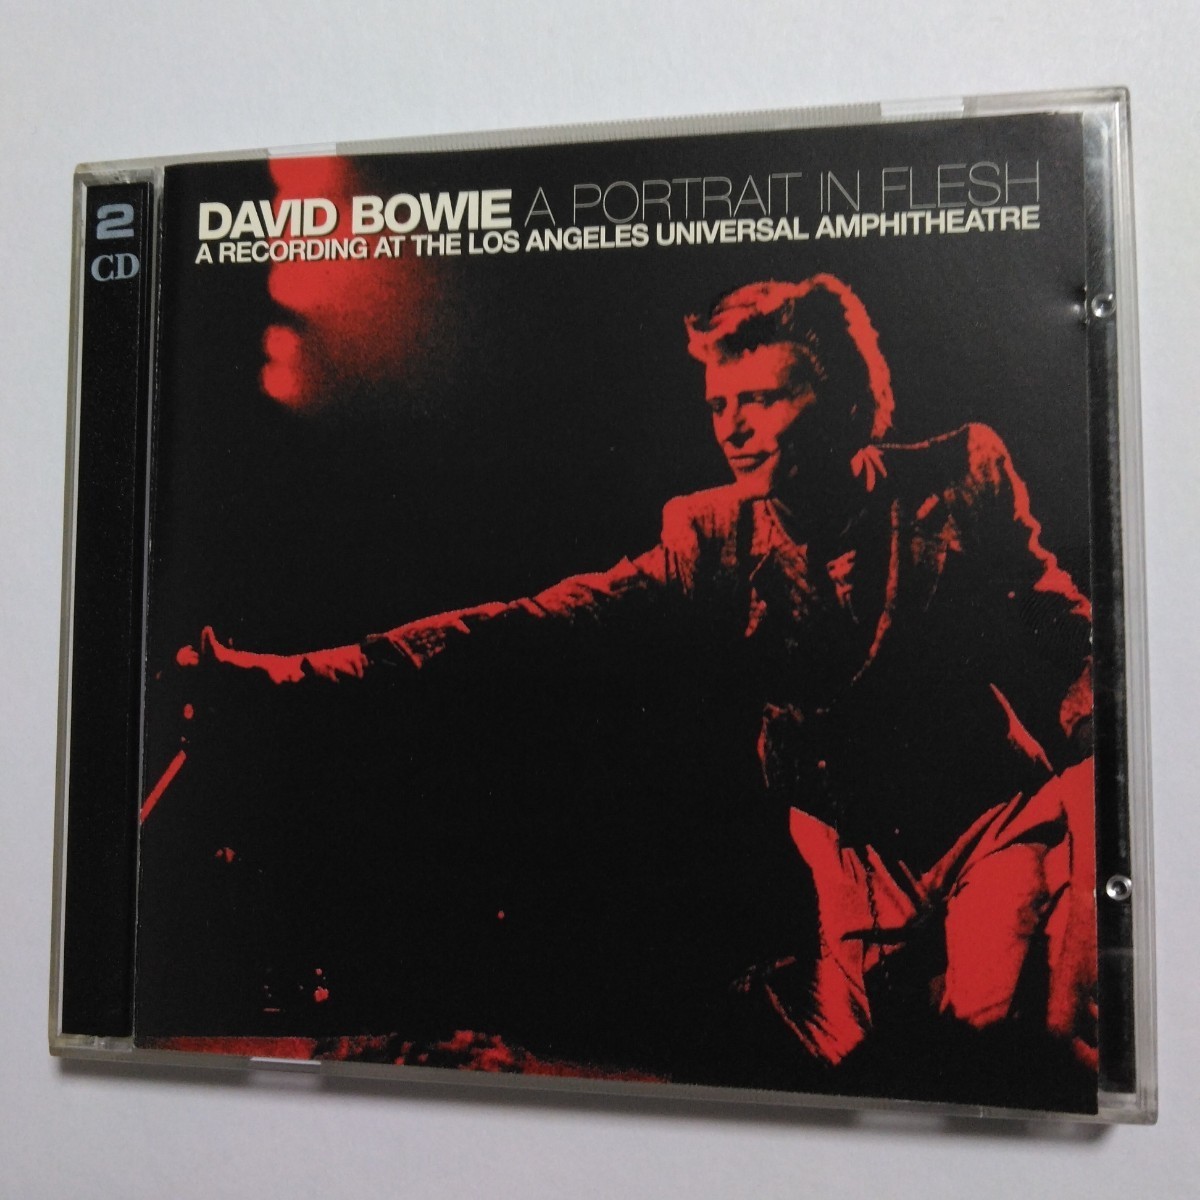 2
CD
DAVID BOWIE A PORTRAIT IN FLESH
A RECORDING AT THE LOS ANGELES UNIVERSAL AMPHITHEATRE